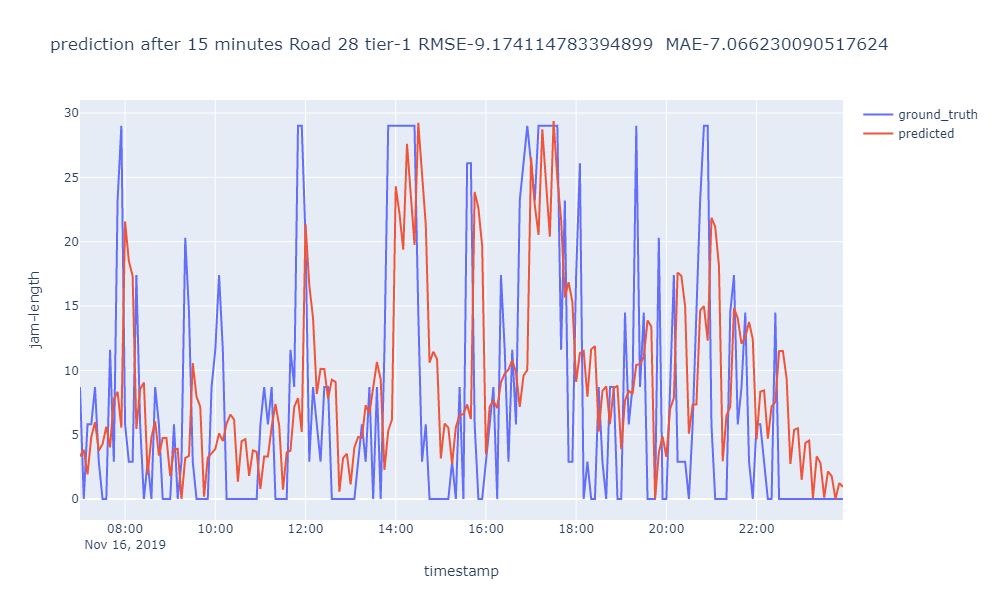 prediction after 15 minutes Road 28 tier-1 RMSE-9.174114783394899  MAE-7.066230090517624
ground_truth
predicted
30
25
20
15
10
5
0
jam-length
08:00 10:00 12:00 14:00 16:00 18:00 20:00 22:00
Nov 16, 2019
timestamp